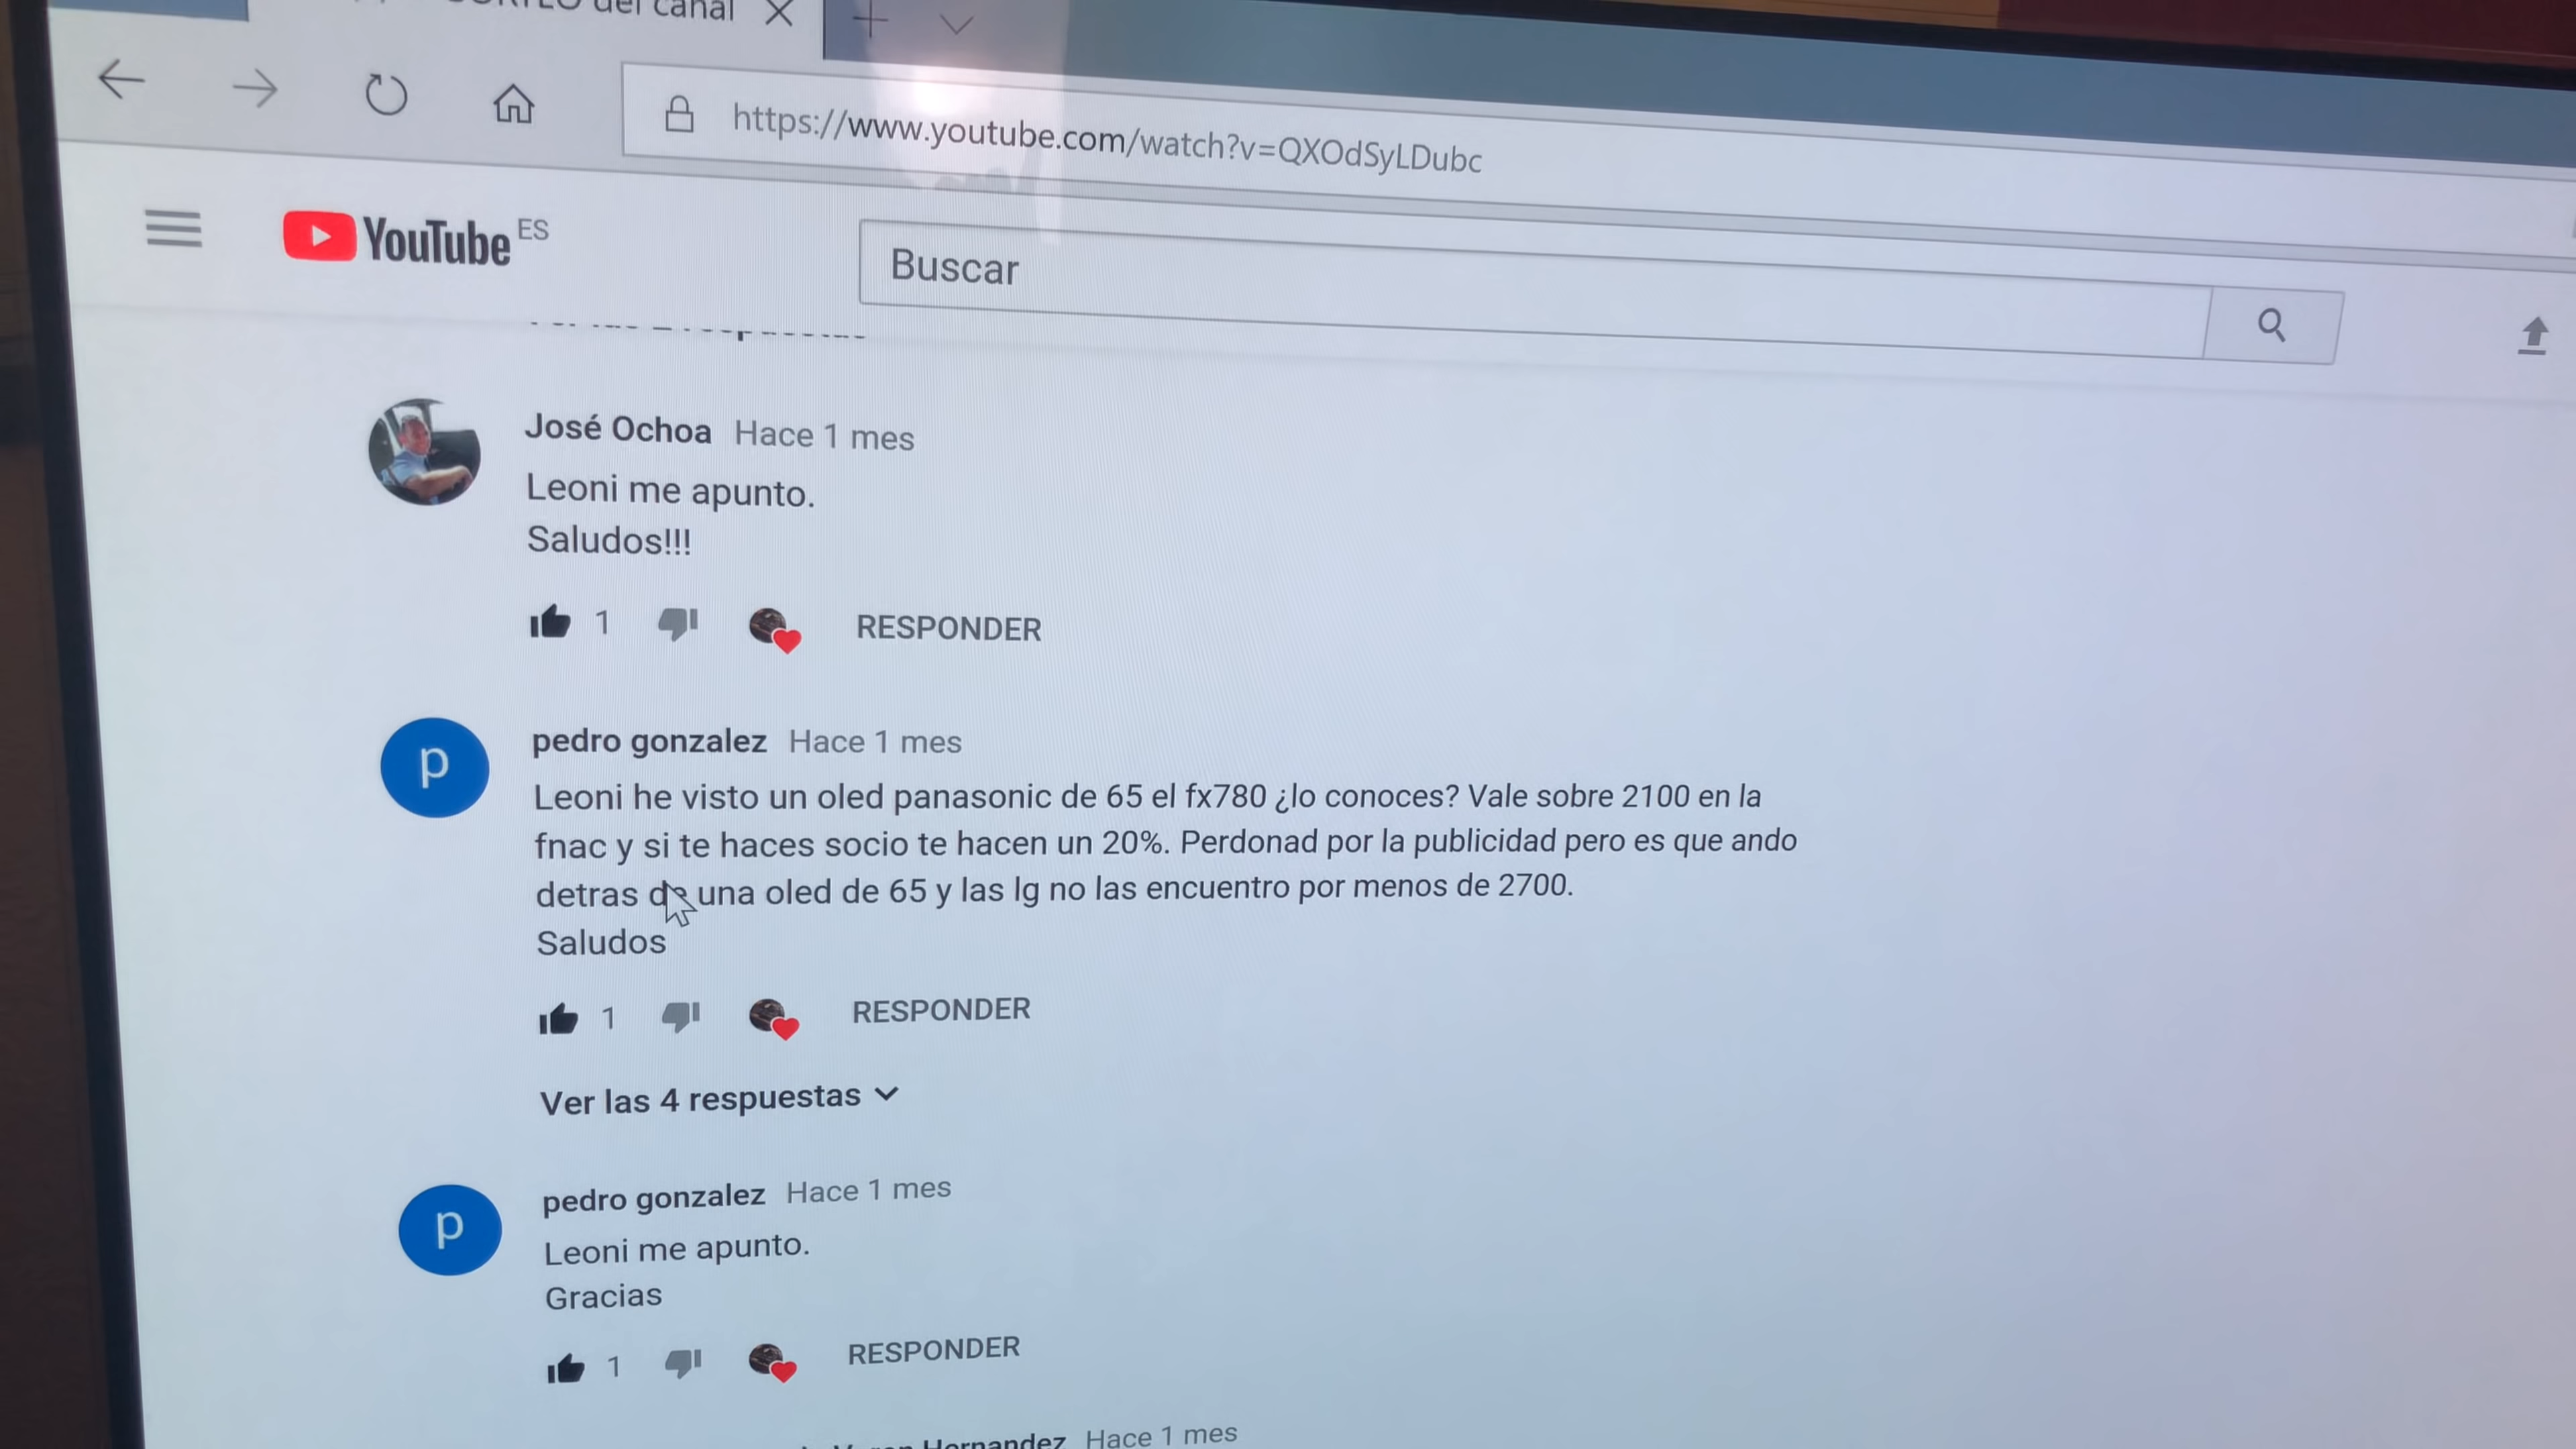 del canal
https://www.youtube.com/watch?v=QXOdSyLDubc
YouTube ES
Buscar
José Ochoa Hace 1 mes
Leoni me apunto.
Saludos!!!
1 RESPONDER
p
pedro gonzalez Hace 1 mes
Leoni he visto un oled panasonic de 65 el fx780 ¿lo conoces? Vale sobre 2100 en la
fnac y si te haces socio te hacen un 20%. Perdonad por la publicidad pero es que ando
detras de una oled de 65 y las lg no las encuentro por menos de 2700.
Saludos
1 RESPONDER
Ver las 4 respuestas
p
pedro gonzalez Hace 1 mes
Leoni me apunto.
Gracias
1 RESPONDER
Hernandez Hace 1 mes